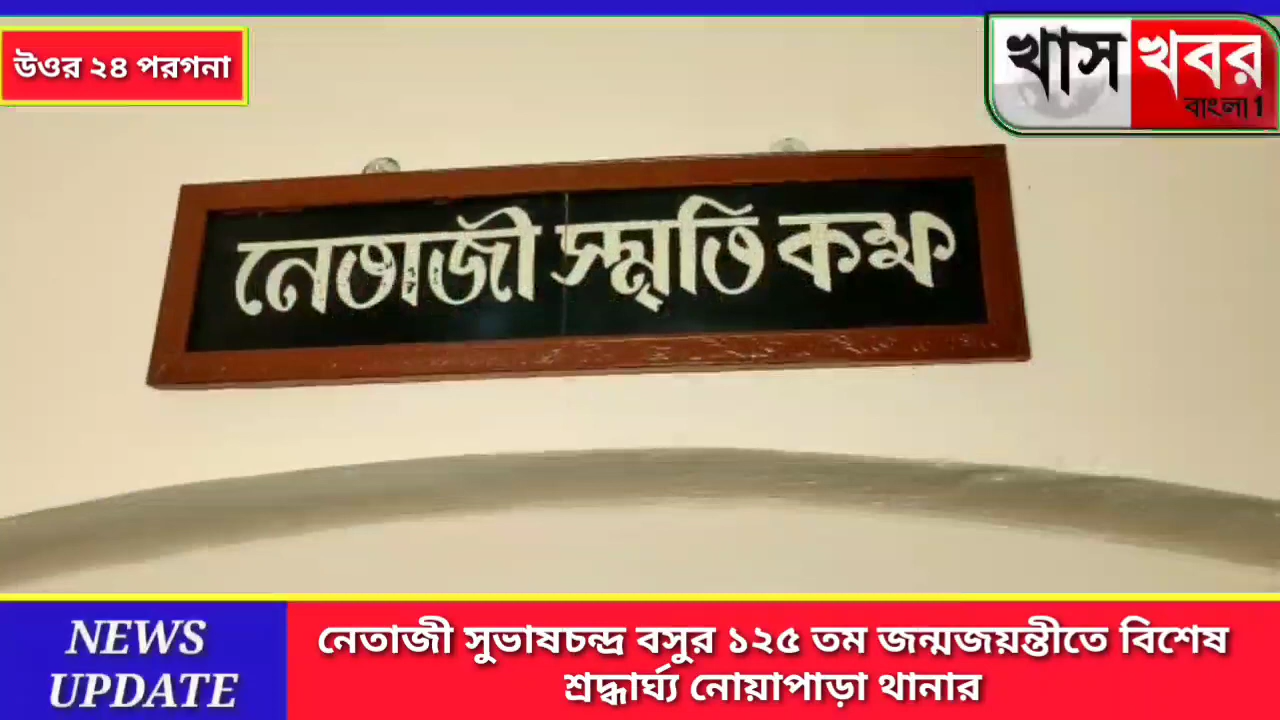 উওর ২৪ পরগনা
খাস খবর
বাংলা 1
নেতাজী স্মৃতি কক্ষ
NEWS
UPDATE
নেতাজী সুভাষচন্দ্র বসুর ১২৫ তম জন্মজয়ন্তীতে বিশেষ
শ্রদ্ধার্ঘ্য নোয়াপাড়া থানার